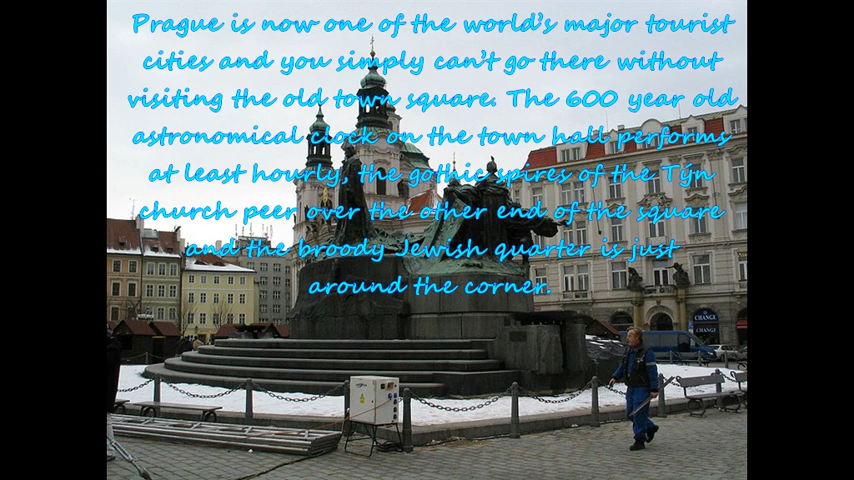 Prague is now one of the world's major tourist
cities and you simply can't go there without
visiting the old town square. The 600 year old
astronomical clock on the town hall performs
at least hourly, the gothic spires of the Týn
church peer over the other end of the square
and the broody Jewish quarter is just
around the corner.
CHANGE
CHANGE